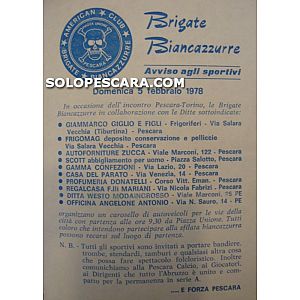 AMERICAN CLUB
PESCARA
BRIGATE BIANCAZZURRE
Brigate
Biancazzurre
Avviso agli sportivi
SOLOPESCARA.COM
Domenica 5 febbraio 1978
In occasione dell'incontro Pescara-Torino, le Brigate
Biancazzurre in collaborazione con le Ditte sottoindicate:
GIAMMARCO GIGLIO E FIGLI - Frigoriferi - Via Salara
Vecchia (Tiburtina) - Pescara
FRIGOMAG deposito conservazione e pelliccie
Via Salara Vecchia - Pescara
AUTOFORNITURE ZUCCA - Viale Marconi, 122 - Pescara
SCOTT abbigliamento per uomo - Piazza Salotto, Pescara
GAMMA CONFEZIONI - Via Lazio, 20 - Pescara
CASA DEL PARATO - Via Venezia, 14 - Pescara
PROFUMERIA DONATELLI - Corso Vitt. Eman. - Pescara
REGALCASA F.lli MARIANI - Via Nicola Fabrizi - Pescara
DITTA WESTO MODAINCROSSO - Viale Marconi, PE
OFFICINA ANGELONE ANTONIO - Via N. Sauro, 14 - PE
organizzano un carosello di autoveicoli per le vie della
città con partenza alle ore 9,30 da Piazza Unione. Tutti
coloro che intendono partecipare alla sfilata biancazzurra
possono recarsi sul luogo di partenza.
N. B. - Tutti gli sportivi sono invitati a portare bandiere,
trombe, stendardi, tamburi e qualsiasi altra cosa
che possa fare spettacolo folcloristico. Inoltre
comunichiamo alla Pescara Calcio, ai Giocatori,
ai Dirigenti che tutto l'Abruzzo è unito e compatto
per la permanenza in serie A
..... E FORZA PESCARA